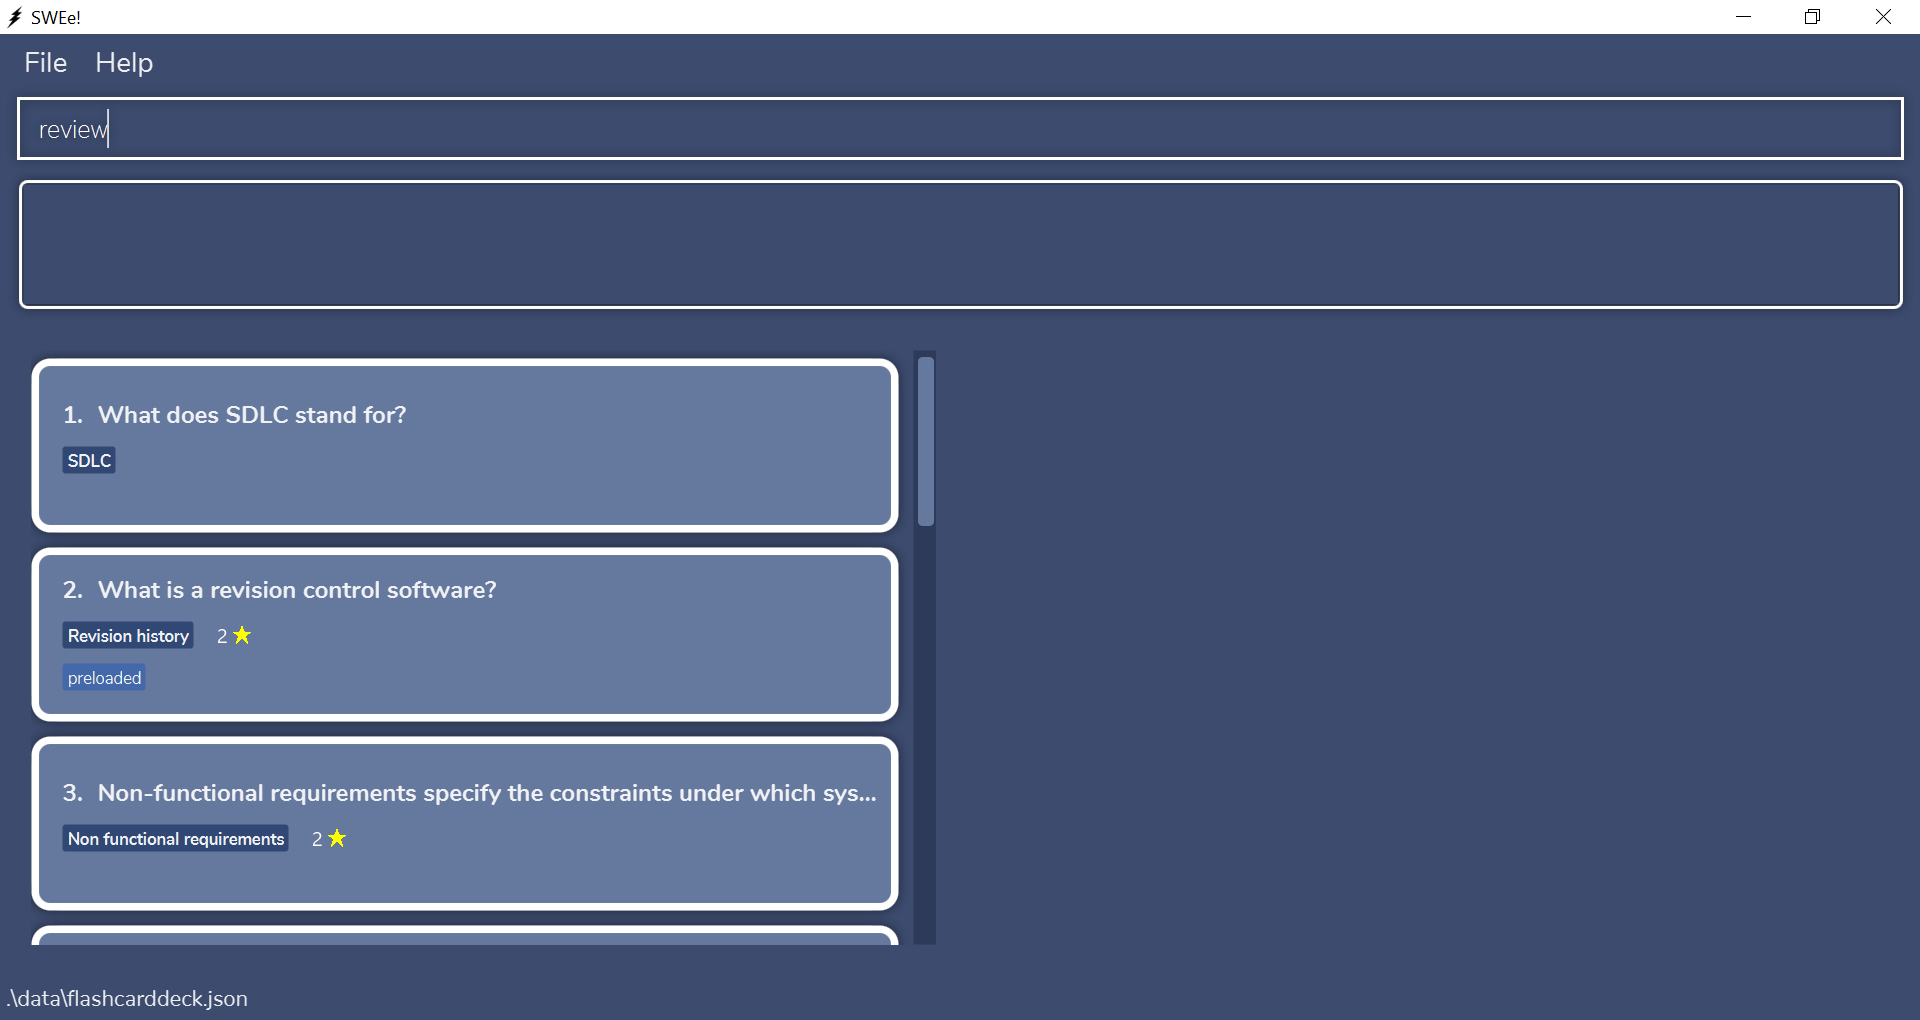 SWEe!
File Help
review
1. What does SDLC stand for?
SDLC
2. What is a revision control software?
Revision history 2
preloaded
3. Non-functional requirements specify the constraints under which sys...
Non functional requirements 2
.\data\flashcarddeck.json